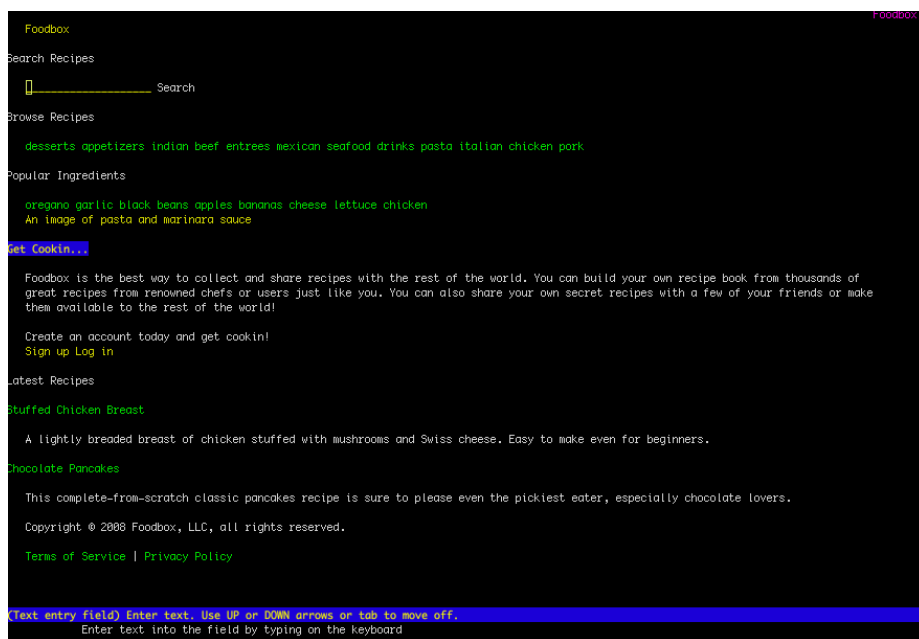 Foodbox
Foodbox
Search Recipes
____________________ Search
Browse Recipes
desserts appetizers indian beef entrees mexican seafood drinks pasta italian chicken pork
Popular Ingredients
oregano garlic black beans apples bananas cheese lettuce chicken
An image of pasta and marinara sauce
Get Cookin...
Foodbox is the best way to collect and share recipes with the rest of the world. You can build your own recipe book from thousands of
great recipes from renowned chefs or users just like you. You can also share your own secret recipes with a few of your friends or make
them available to the rest of the world!
Create an account today and get cookin!
Sign up Log in
Latest Recipes
Stuffed Chicken Breast
A lightly breaded breast of chicken stuffed with mushrooms and Swiss cheese. Easy to make even for beginners.
Chocolate Pancakes
This complete-from-scratch classic pancakes recipe is sure to please even the pickiest eater, especially chocolate lovers.
Copyright © 2008 Foodbox, LLC, all rights reserved.
Terms of Service | Privacy Policy
(Text entry field) Enter text. Use UP or DOWN arrows or tab to move off.
Enter text into the field by typing on the keyboard